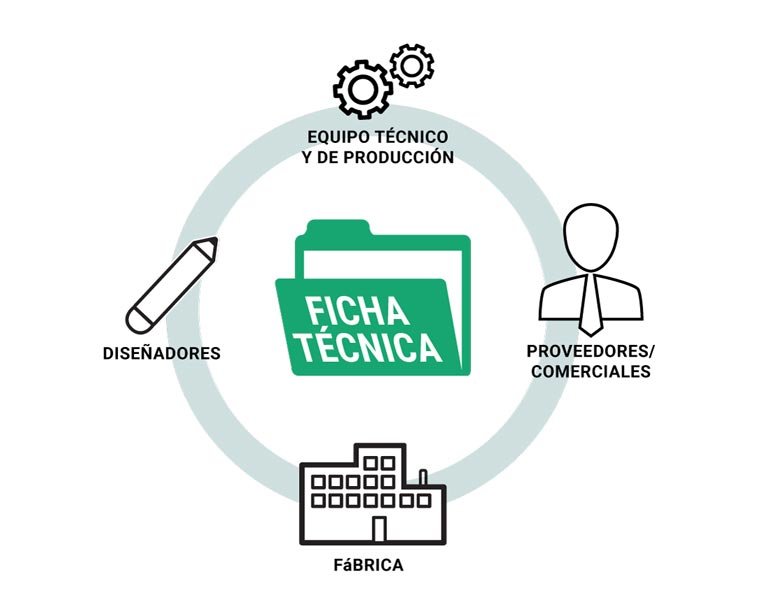 EQUIPO TÉCNICO
Y DE PRODUCCIÓN
FICHA
TÉCNICA
DISEÑADORES
PROVEEDORES/
COMERCIALES
FáBRICA